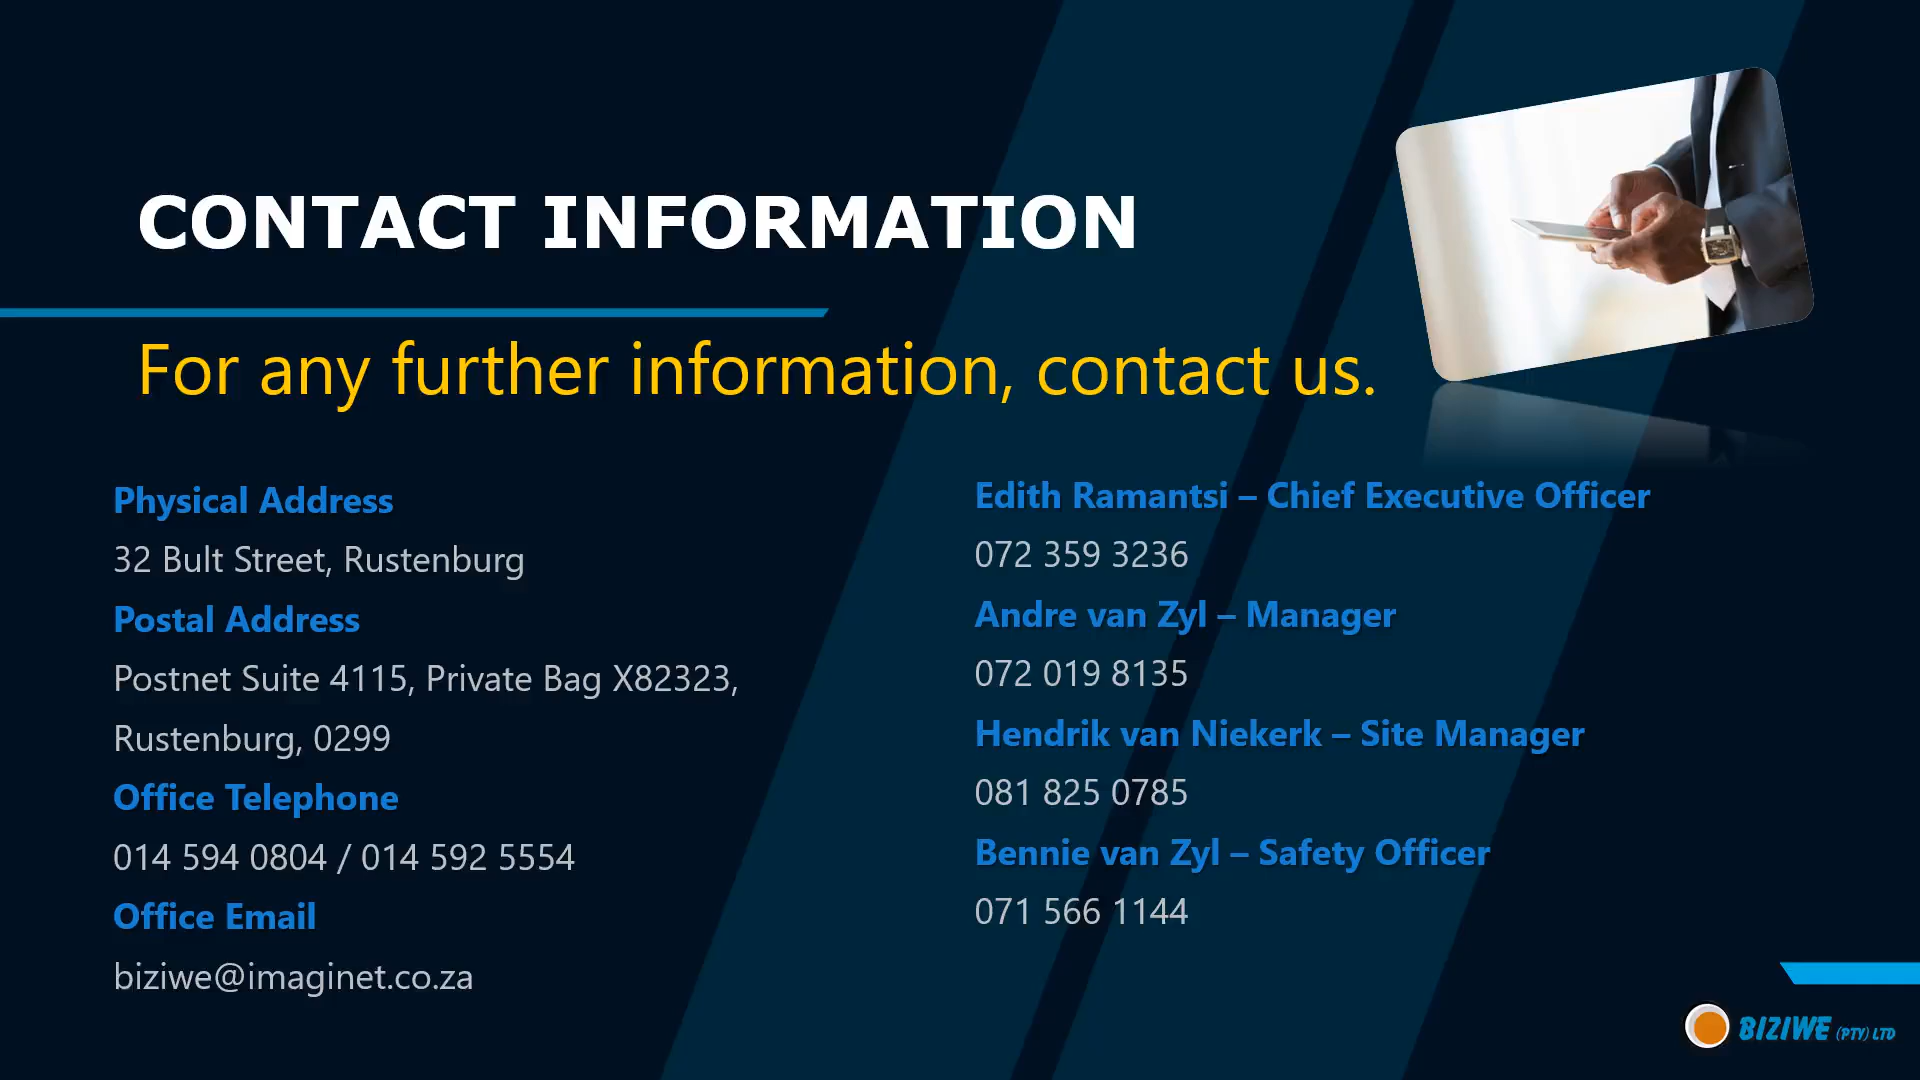 CONTACT INFORMATION
For any further information, contact us.
Physical Address
32 Bult Street, Rustenburg
Postal Address
Postnet Suite 4115, Private Bag X82323,
Rustenburg, 0299
Office Telephone
014 594 0804 / 014 592 5554
Office Email
biziwe@imaginet.co.za
Edith Ramantsi – Chief Executive Officer
072 359 3236
Andre van Zyl – Manager
072 019 8135
Hendrik van Niekerk – Site Manager
081 825 0785
Bennie van Zyl – Safety Officer
071 566 1144
BIZIWE (PTY) LTD